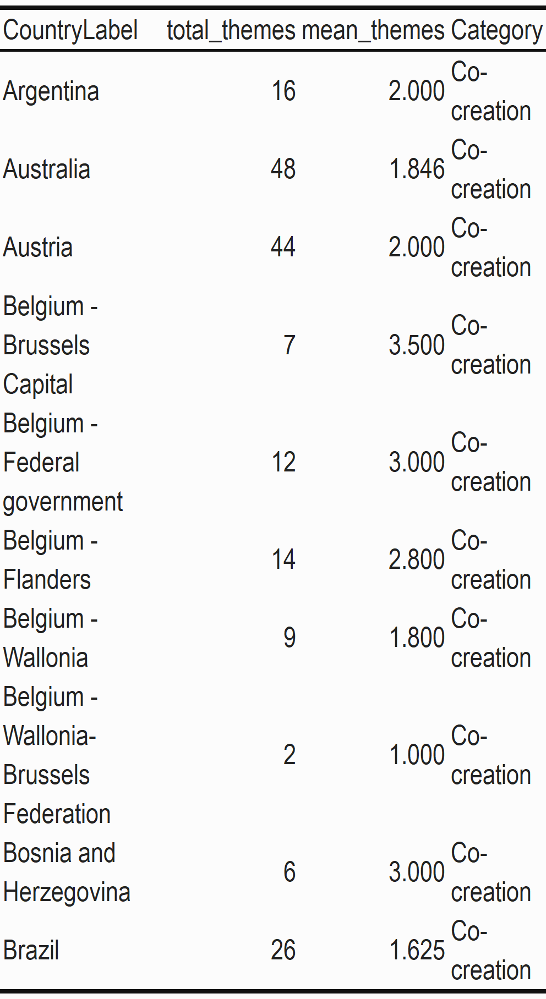 CountryLabel total_themes mean_themes Category
Argentina 16 2.000 Co-
creation
Australia 48 1.846 Co-
creation
Austria 44 2.000 Co-
creation
Belgium -
Brussels 7 3.500 Co-
Capital creation
Belgium -
Federal 12 3.000 Co-
government creation
Belgium - 14 2.800 Co-
Flanders creation
Belgium - 9 1.800 Co-
Wallonia creation
Belgium -
Wallonia- 2 1.000 Co-
Brussels creation
Federation
Bosnia and 6 3.000 Co-
Herzegovina creation
Brazil 26 1.625 Co-
creation